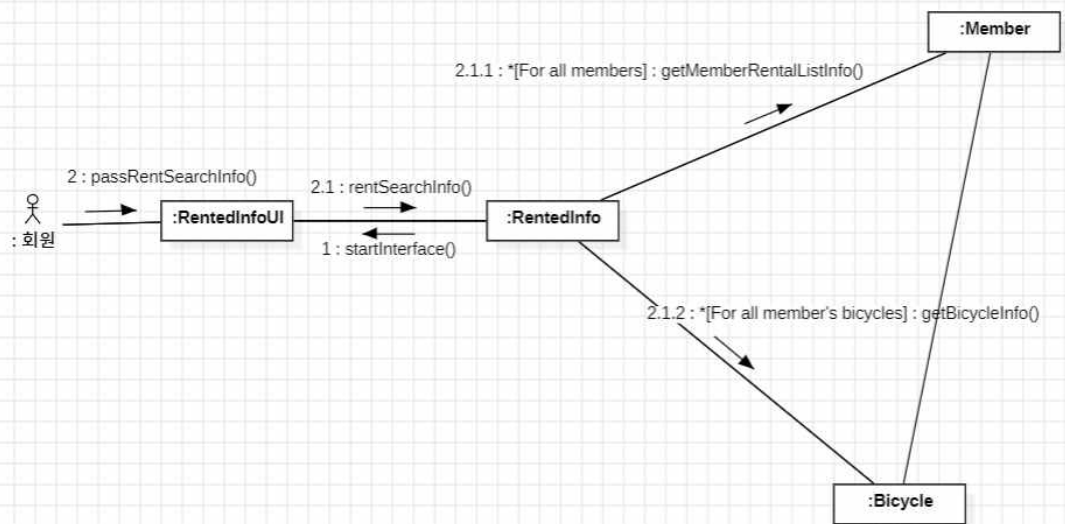 :Member
2.1.1 : *[For all members] : getMemberRentalListInfo()
2 : passRentSearchInfo()
2.1 : rentSearchInfo()
:RentedInfoUI
:RentedInfo
: 회원
1 : startInterface()
2.1.2 : *[For all member's bicycles] : getBicycleInfo()
:Bicycle